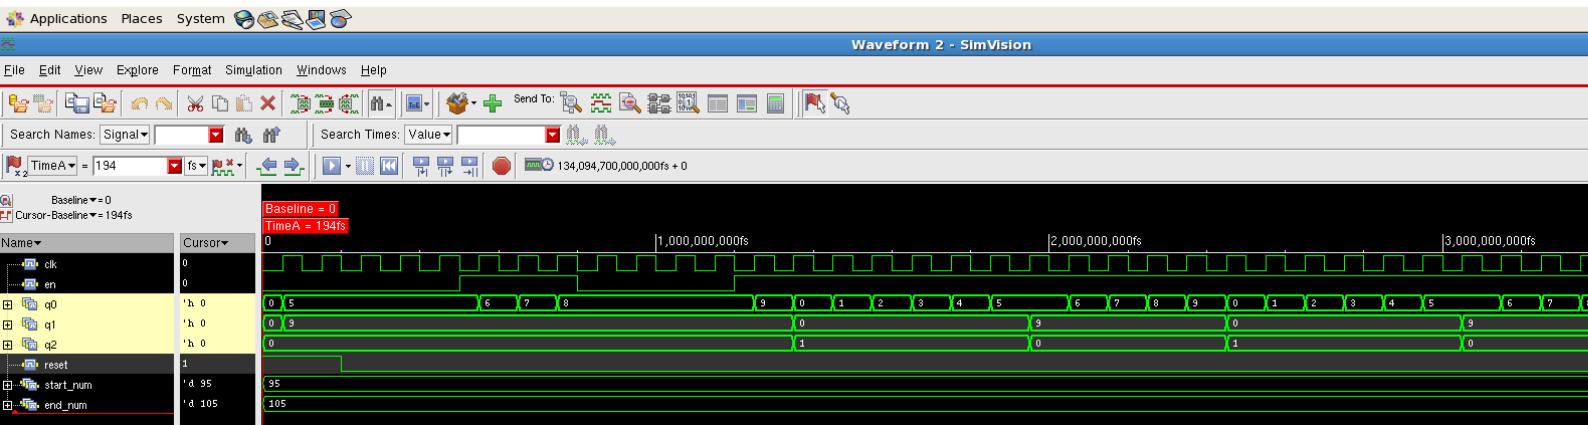 Applications Places System
Waveform 2 - SimVision
File Edit View Explore Format Simulation Windows Help
Send To:
Search Names: Signal Search Times: Value
x2 TimeA = 194 fs 134,094,700,000,000fs + 0
Baseline = 0
Cursor-Baseline = 194fs
Baseline = 0
TimeA = 194fs
Name Cursor 0 1,000,000,000fs 2,000,000,000fs 3,000,000,000fs
clk 0
en 0
q0 'h 0 0 5 6 7 8 9 0 1 2 3 4 5 6 7 8 9 0 1 2 3 4 5 6 7
q1 'h 0 0 9 0 9 0 9
q2 'h 0 0 1 0 1 0
reset 1
start_num 'd 95 95
end_num 'd 105 105